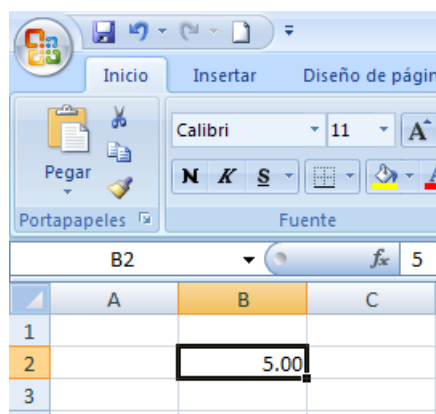 Inicio Insertar Diseño de págin
Calibri 11 A
Pegar N K S A
Portapapeles Fuente
B2 fx 5
A B C
1
2 5.00
3